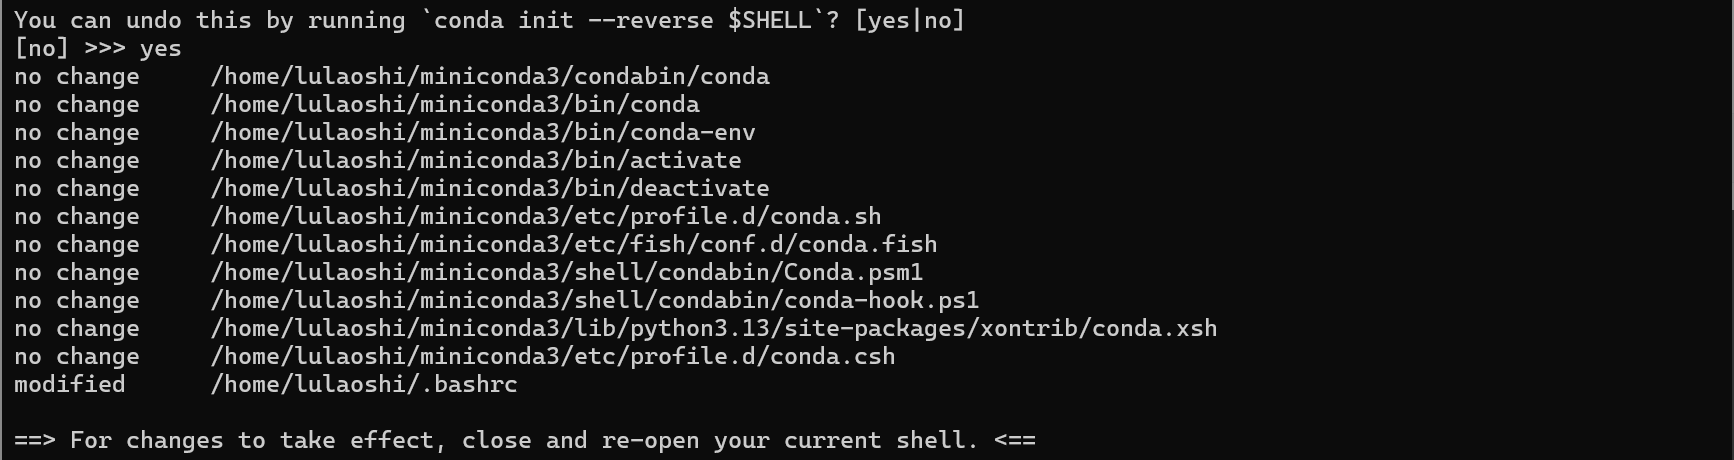 You can undo this by running `conda init --reverse $SHELL`? [yes|no]
[no] >>> yes
no change     /home/lulaoshi/miniconda3/condabin/conda
no change     /home/lulaoshi/miniconda3/bin/conda
no change     /home/lulaoshi/miniconda3/bin/conda-env
no change     /home/lulaoshi/miniconda3/bin/activate
no change     /home/lulaoshi/miniconda3/bin/deactivate
no change     /home/lulaoshi/miniconda3/etc/profile.d/conda.sh
no change     /home/lulaoshi/miniconda3/etc/fish/conf.d/conda.fish
no change     /home/lulaoshi/miniconda3/shell/condabin/Conda.psm1
no change     /home/lulaoshi/miniconda3/shell/condabin/conda-hook.ps1
no change     /home/lulaoshi/miniconda3/lib/python3.13/site-packages/xontrib/conda.xsh
no change     /home/lulaoshi/miniconda3/etc/profile.d/conda.csh
modified      /home/lulaoshi/.bashrc
==> For changes to take effect, close and re-open your current shell. <==